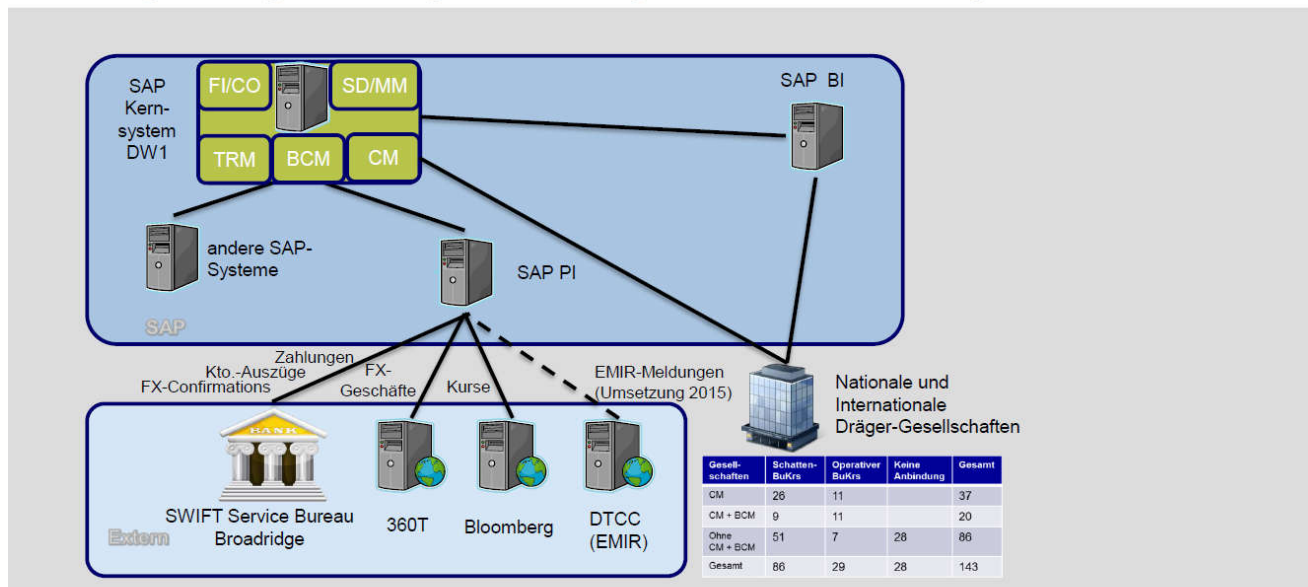 SAP
Kern-
system
DW1
FI/CO
SD/MM
TRM
BCM
CM
SAP BI
andere SAP-
Systeme
SAP PI
SAP
Zahlungen
Kto.-Auszüge
FX-Confirmations
FX-
Geschäfte
Kurse
EMIR-Meldungen
(Umsetzung 2015)
Nationale und
Internationale
Dräger-Gesellschaften
BANK
SWIFT Service Bureau
Broadridge
360T
Bloomberg
DTCC
(EMIR)
Extern
Gesell-schaften Schatten-BuKrs Operativer BuKrs Keine Anbindung Gesamt
CM 26 11 37
CM + BCM 9 11 20
Ohne CM + BCM 51 7 28 86
Gesamt 86 29 28 143